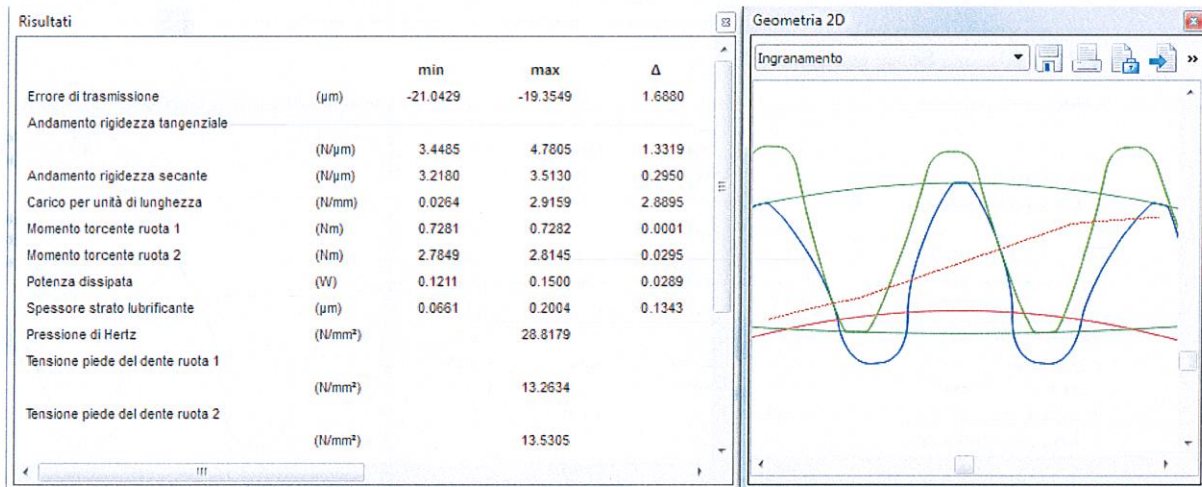 Risultati
min max Δ
Errore di trasmissione (µm) -21.0429 -19.3549 1.6880
Andamento rigidezza tangenziale
(N/µm) 3.4485 4.7805 1.3319
Andamento rigidezza secante (N/µm) 3.2180 3.5130 0.2950
Carico per unità di lunghezza (N/mm) 0.0264 2.9159 2.8895
Momento torcente ruota 1 (Nm) 0.7281 0.7282 0.0001
Momento torcente ruota 2 (Nm) 2.7849 2.8145 0.0295
Potenza dissipata (W) 0.1211 0.1500 0.0289
Spessore strato lubrificante (µm) 0.0661 0.2004 0.1343
Pressione di Hertz (N/mm²) 28.8179
Tensione piede del dente ruota 1
(N/mm²) 13.2634
Tensione piede del dente ruota 2
(N/mm²) 13.5305
Geometria 2D
Ingranamento